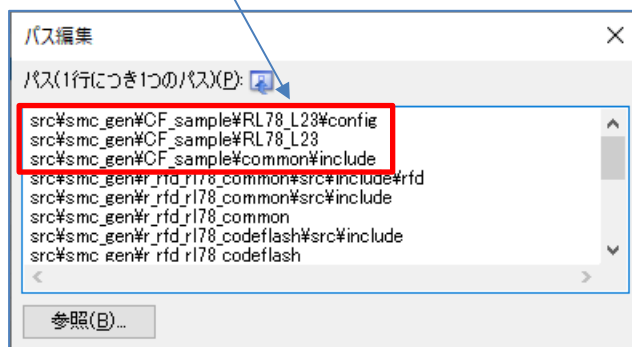 パス編集
パス(1行につき1つのパス)(P):
src¥smc_gen¥CF_sample¥RL78_L23¥config
src¥smc_gen¥CF_sample¥RL78_L23
src¥smc_gen¥CF_sample¥common¥include
src¥smc_gen¥r_rfd_rl78_common¥src¥include¥rfd
src¥smc_gen¥r_rfd_rl78_common¥src¥include
src¥smc_gen¥r_rfd_rl78_common
src¥smc_gen¥r_rfd_rl78_codeflash¥src¥include
src¥smc_gen¥r_rfd_rl78_codeflash
参照(B)...